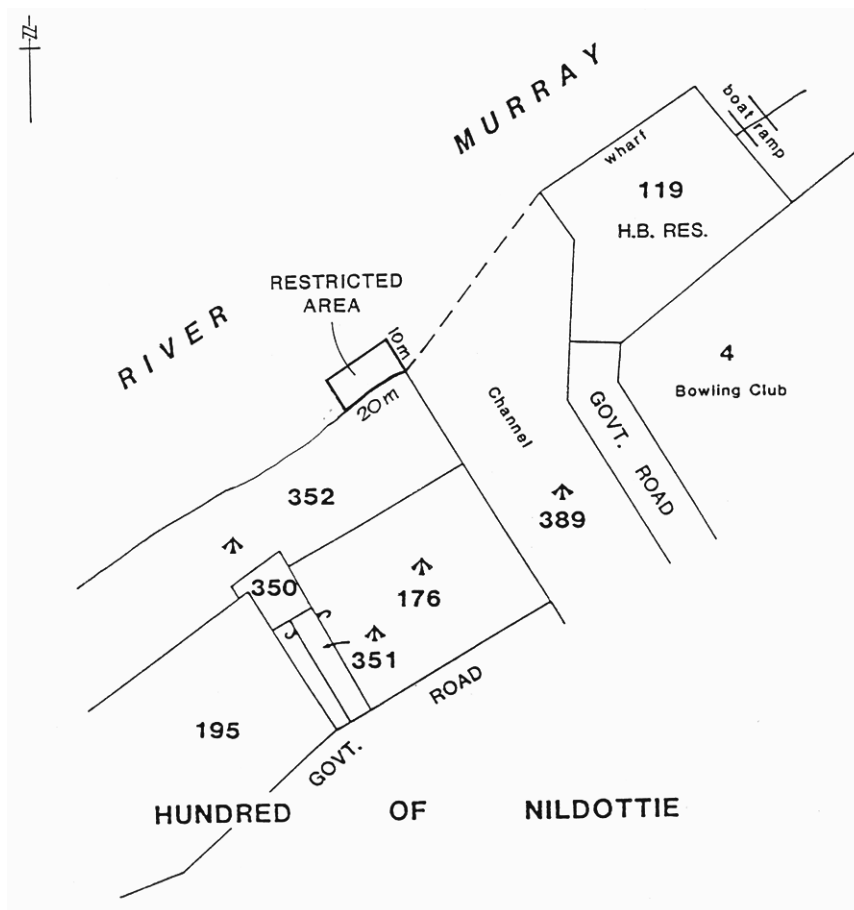 N
RIVER MURRAY
boat ramp
wharf
119
H.B. RES.
RESTRICTED
AREA
10m
20m
4
Bowling Club
Channel
GOVT. ROAD
352
389
350
176
351
195
GOVT. ROAD
HUNDRED OF NILDOTTIE